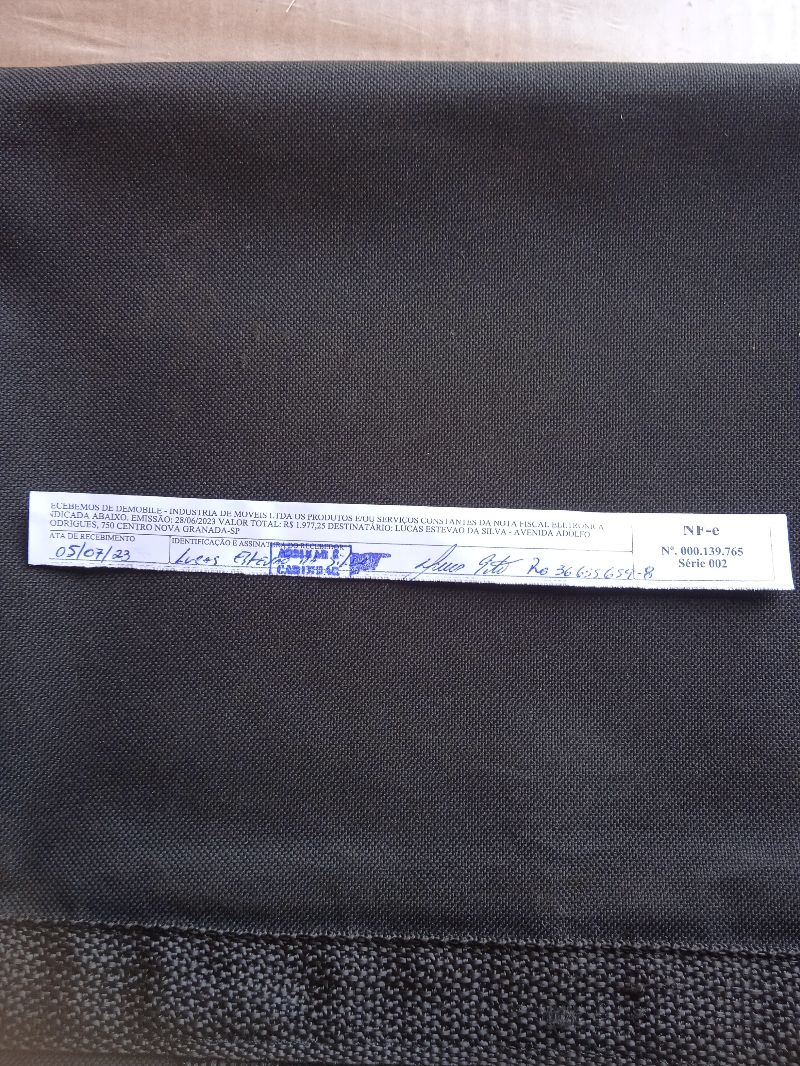 ECEBEMOS DE DEMOBILE - INDUSTRIA DE MOVEIS LTDA OS PRODUTOS E/OU SERVIÇOS CONSTANTES DA NOTA FISCAL ELETRONICA
NDICADA ABAIXO. EMISSÃO: 28/06/2023 VALOR TOTAL: R$ 1.977,25 DESTINATÁRIO: LUCAS ESTEVAO DA SILVA - AVENIDA ADOLFO
ODRIGUES, 750 CENTRO NOVA GRANADA-SP
ATA DE RECEBIMENTO
05/07/23
IDENTIFICAÇÃO E ASSINATURA DO RECEBEDOR
Lucas
NF-e
Nº. 000.139.765
Série 002